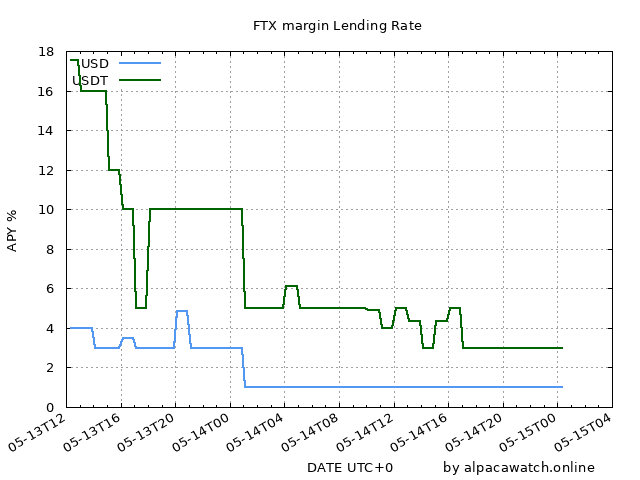 FTX margin Lending Rate
18
16
14
12
10
8
6
4
2
0
APY %
USD
USDT
05-13T12
05-13T16
05-13T20
05-14T00
05-14T04
05-14T08
05-14T12
05-14T16
05-14T20
05-15T00
05-15T04
DATE UTC+0
by alpacawatch.online